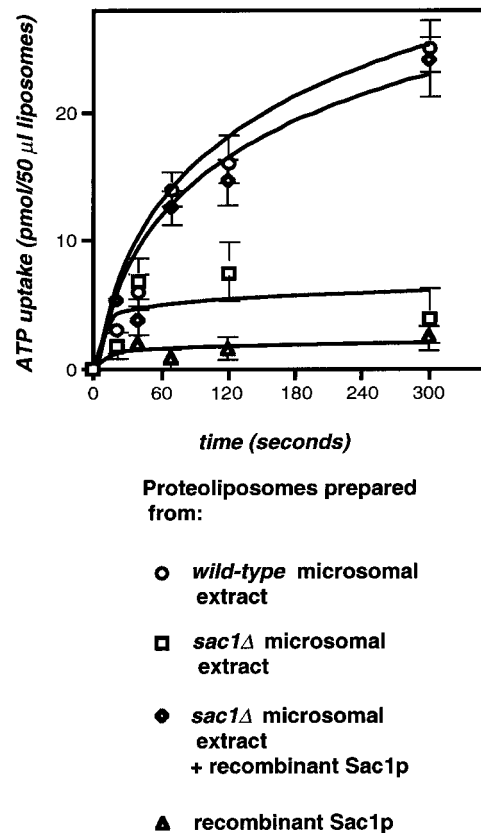 ATP uptake (pmol/50 µl liposomes)
20
10
0
0 60 120 180 240 300
time (seconds)
Proteoliposomes prepared
from:
wild-type microsomal
extract
sac1Δ microsomal
extract
sac1Δ microsomal
extract
+ recombinant Sac1p
recombinant Sac1p